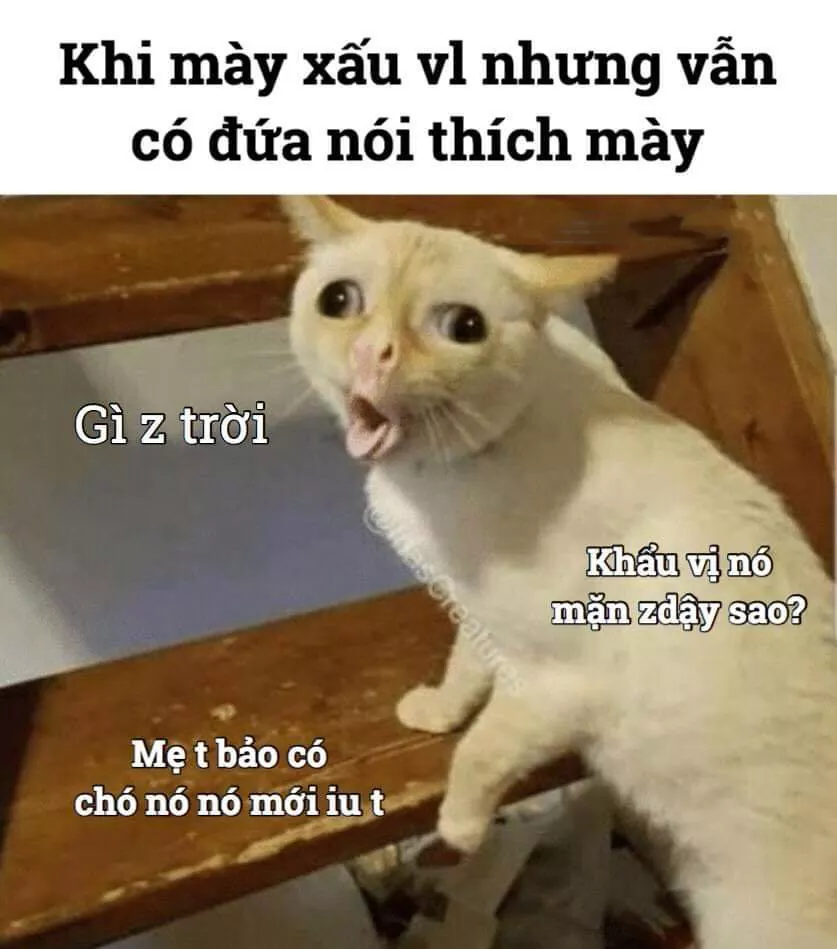 Khi mày xấu vl nhưng vẫn
có đứa nói thích mày
Gì z trời
Khẩu vị nó
mặn zdậy sao?
Mẹ t bảo có
chó nó nó mới iu t